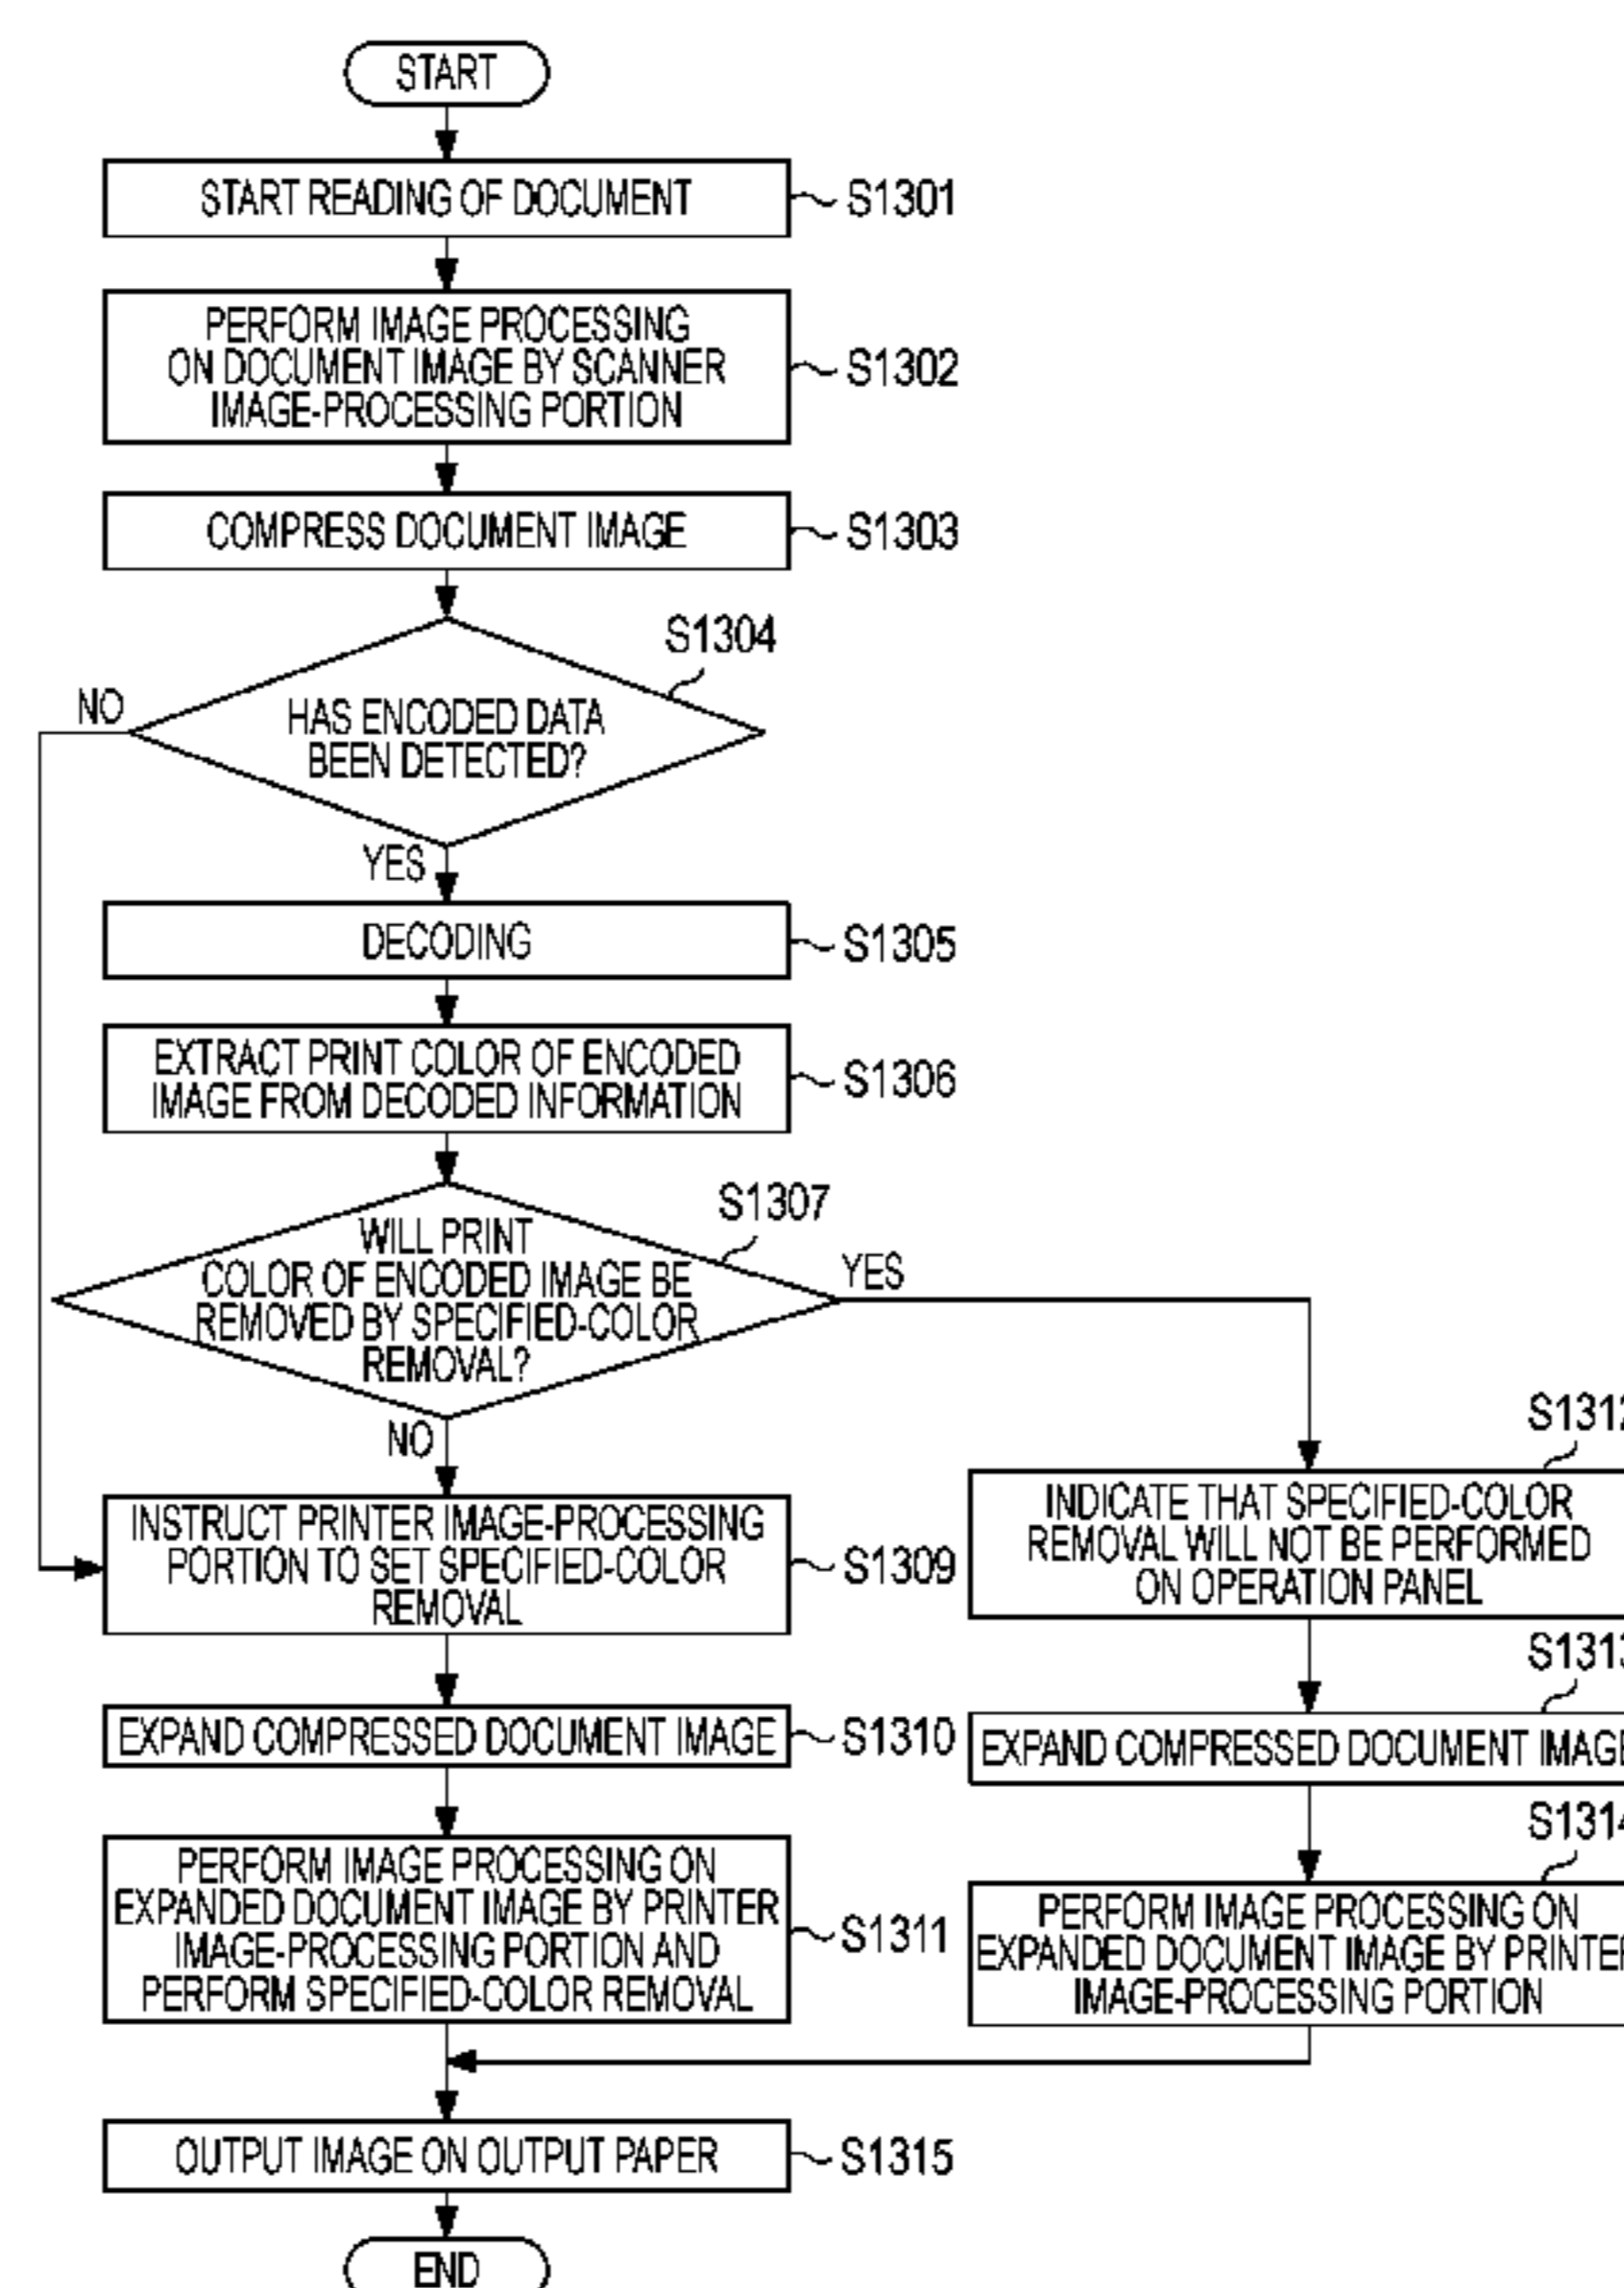 START
START READING OF DOCUMENT
S1301
PERFORM IMAGE PROCESSING
ON DOCUMENT IMAGE BY SCANNER
IMAGE-PROCESSING PORTION
S1302
COMPRESS DOCUMENT IMAGE
S1303
S1304
NO
HAS ENCODED DATA
BEEN DETECTED?
YES
DECODING
S1305
EXTRACT PRINT COLOR OF ENCODED
IMAGE FROM DECODED INFORMATION
S1306
S1307
WILL PRINT
COLOR OF ENCODED IMAGE BE
REMOVED BY SPECIFIED-COLOR
REMOVAL?
YES
NO
INSTRUCT PRINTER IMAGE-PROCESSING
PORTION TO SET SPECIFIED-COLOR
REMOVAL
S1309
S1312
INDICATE THAT SPECIFIED-COLOR
REMOVAL WILL NOT BE PERFORMED
ON OPERATION PANEL
EXPAND COMPRESSED DOCUMENT IMAGE
S1310
S1313
EXPAND COMPRESSED DOCUMENT IMAGE
PERFORM IMAGE PROCESSING ON
EXPANDED DOCUMENT IMAGE BY PRINTER
IMAGE-PROCESSING PORTION AND
PERFORM SPECIFIED-COLOR REMOVAL
S1311
S1314
PERFORM IMAGE PROCESSING ON
EXPANDED DOCUMENT IMAGE BY PRINTER
IMAGE-PROCESSING PORTION
OUTPUT IMAGE ON OUTPUT PAPER
S1315
END